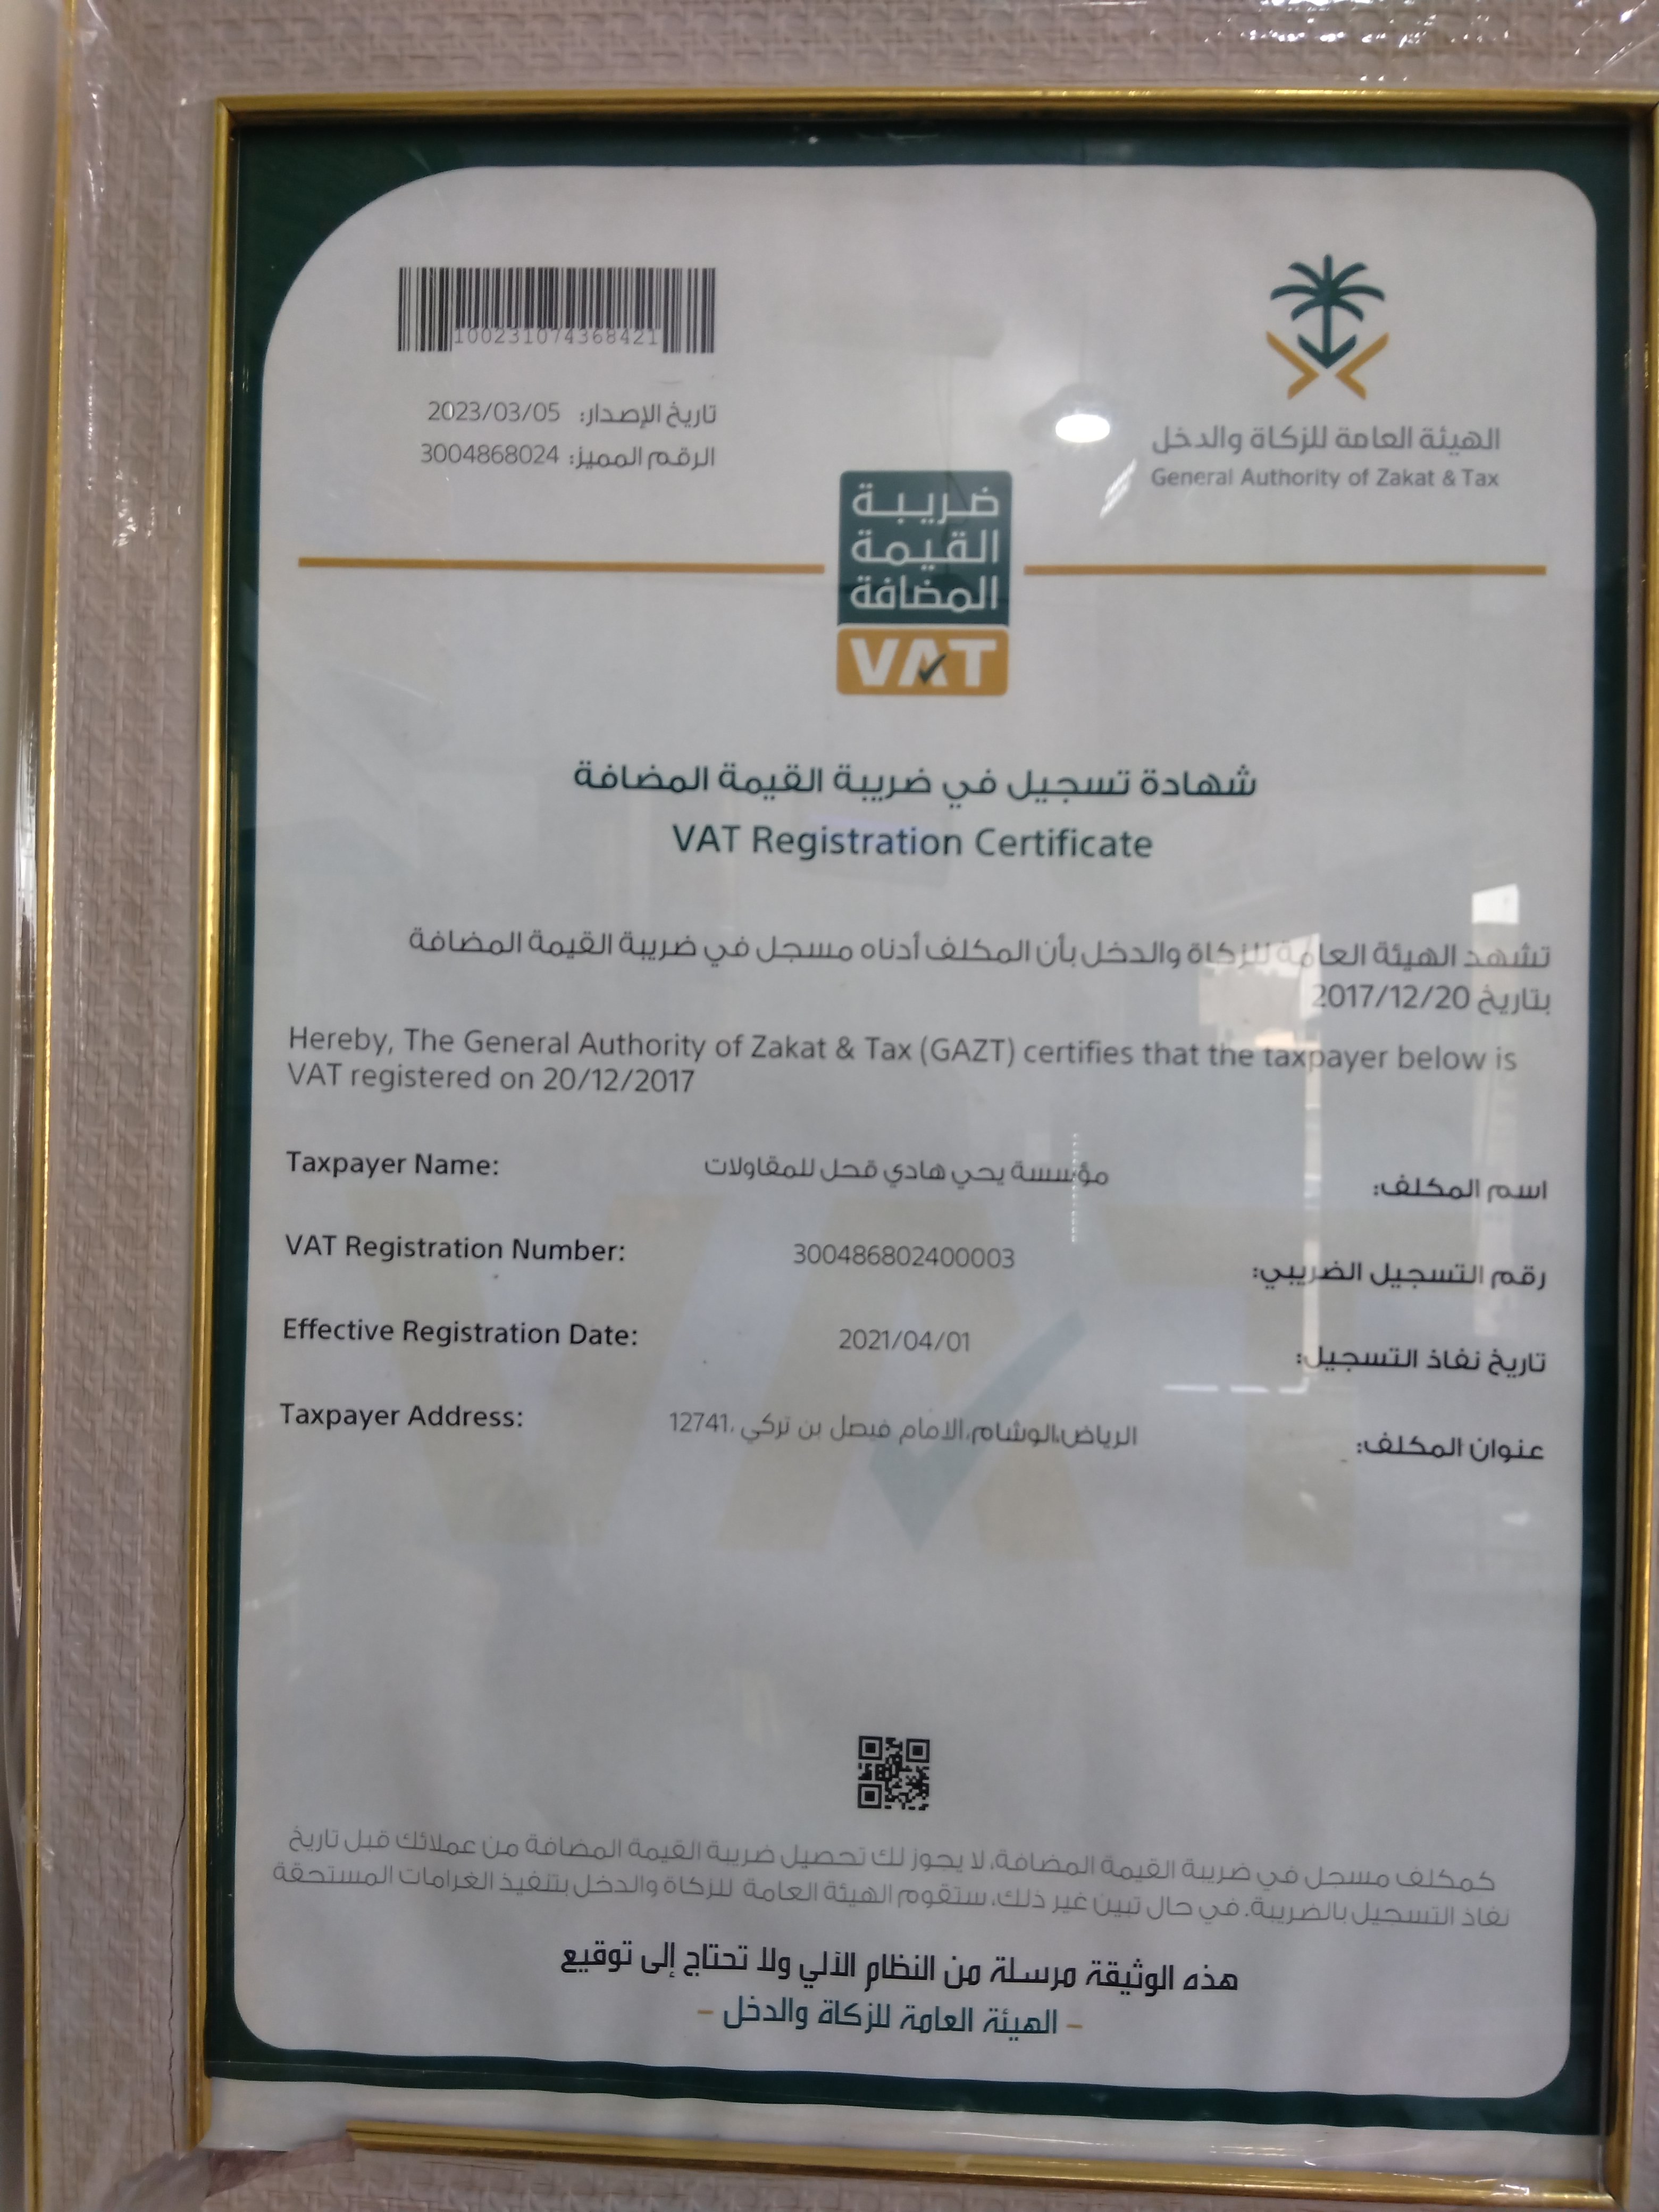 100231074368421
تاريخ الإصدار: 2023/03/05
الرقم المميز: 3004868024
الهيئة العامة للزكاة والدخل
General Authority of Zakat & Tax
ضريبة
القيمة
المضافة
VAT
شهادة تسجيل في ضريبة القيمة المضافة
VAT Registration Certificate
تشهد الهيئة العامة للزكاة والدخل بأن المكلف أدناه مسجل في ضريبة القيمة المضافة
بتاريخ 2017/12/20
Hereby, The General Authority of Zakat & Tax (GAZT) certifies that the taxpayer below is
VAT registered on 20/12/2017
Taxpayer Name: مؤسسة يحي هادي قحل للمقاولات اسم المكلف:
VAT Registration Number: 300486802400003 رقم التسجيل الضريبي:
Effective Registration Date: 2021/04/01 تاريخ نفاذ التسجيل:
Taxpayer Address: الرياض,الوشام,الامام فيصل بن تركي ,12741 عنوان المكلف:
كمكلف مسجل في ضريبة القيمة المضافة، لا يجوز لك تحصيل ضريبة القيمة المضافة من عملائك قبل تاريخ
نفاذ التسجيل بالضريبة. في حال تبين غير ذلك، ستقوم الهيئة العامة للزكاة والدخل بتنفيذ الغرامات المستحقة
هذه الوثيقة مرسلة من النظام الآلي ولا تحتاج إلى توقيع
- الهيئة العامة للزكاة والدخل -